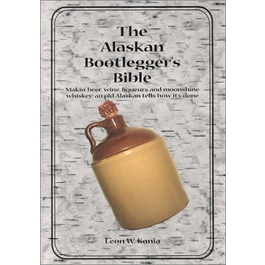 The
Alaskan
Bootlegger's
Bible
Makin' beer, wine, liqueurs and moonshine
whiskey: an old Alaskan tells how it's done
Leon W. Kania